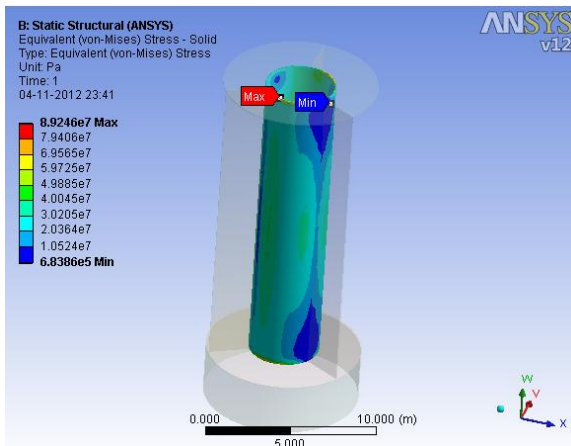 B: Static Structural (ANSYS)
Equivalent (von-Mises) Stress - Solid
Type: Equivalent (von-Mises) Stress
Unit: Pa
Time: 1
04-11-2012 23:41
ANSYS
v12
8.9246e7 Max
7.9406e7
6.9565e7
5.9725e7
4.9885e7
4.0045e7
3.0205e7
2.0364e7
1.0524e7
6.8386e5 Min
Max
Min
0.000
10.000 (m)
5.000
W
V
X